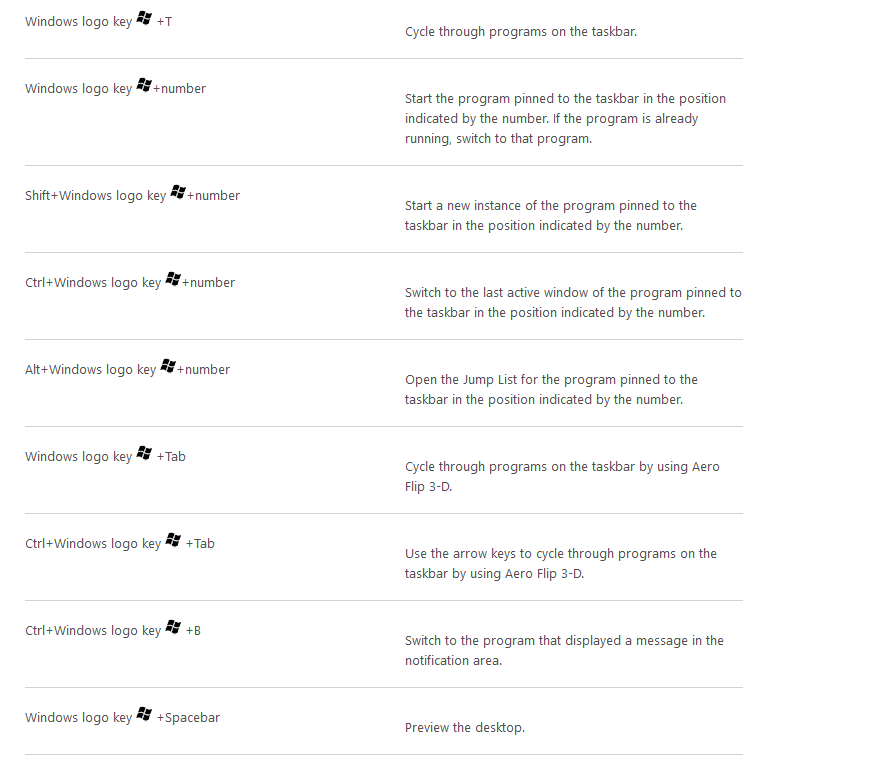 Windows logo key +T
Cycle through programs on the taskbar.
Windows logo key +number
Start the program pinned to the taskbar in the position
indicated by the number. If the program is already
running, switch to that program.
Shift+Windows logo key +number
Start a new instance of the program pinned to the
taskbar in the position indicated by the number.
Ctrl+Windows logo key +number
Switch to the last active window of the program pinned to
the taskbar in the position indicated by the number.
Alt+Windows logo key +number
Open the Jump List for the program pinned to the
taskbar in the position indicated by the number.
Windows logo key +Tab
Cycle through programs on the taskbar by using Aero
Flip 3-D.
Ctrl+Windows logo key +Tab
Use the arrow keys to cycle through programs on the
taskbar by using Aero Flip 3-D.
Ctrl+Windows logo key +B
Switch to the program that displayed a message in the
notification area.
Windows logo key +Spacebar
Preview the desktop.